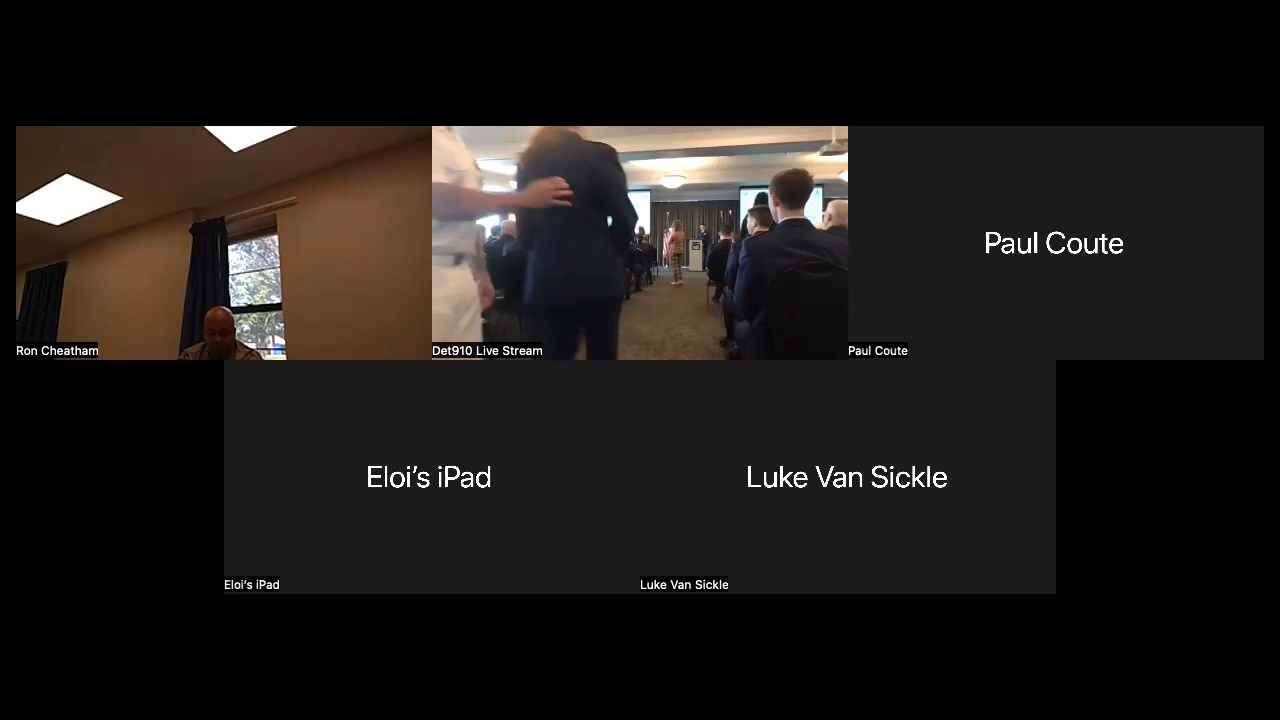 Paul Coute
Ron Cheatham
Det910 Live Stream
Paul Coute
Eloi’s iPad
Luke Van Sickle
Eloi’s iPad
Luke Van Sickle